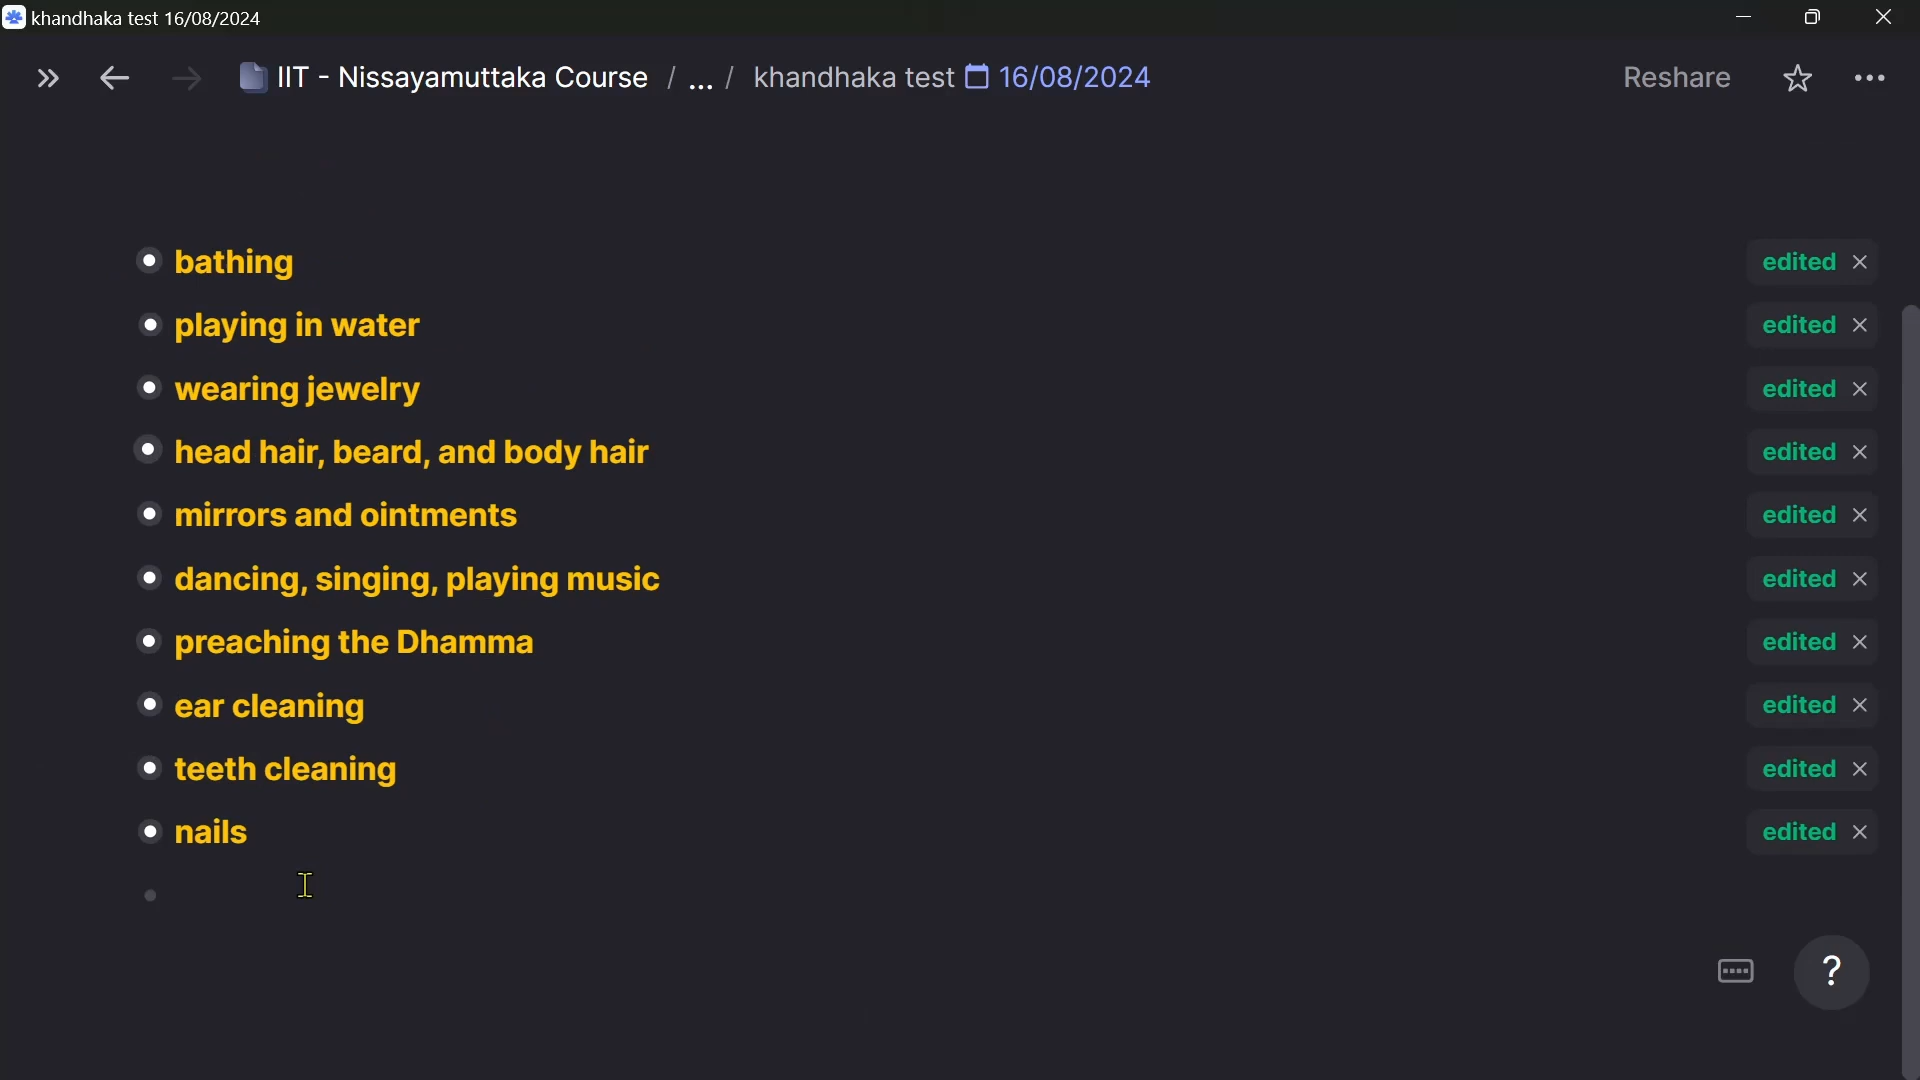 khandhaka test 16/08/2024
IIT - Nissayamuttaka Course / ... / khandhaka test 16/08/2024 Reshare
bathing edited
playing in water edited
wearing jewelry edited
head hair, beard, and body hair edited
mirrors and ointments edited
dancing, singing, playing music edited
preaching the Dhamma edited
ear cleaning edited
teeth cleaning edited
nails edited
?